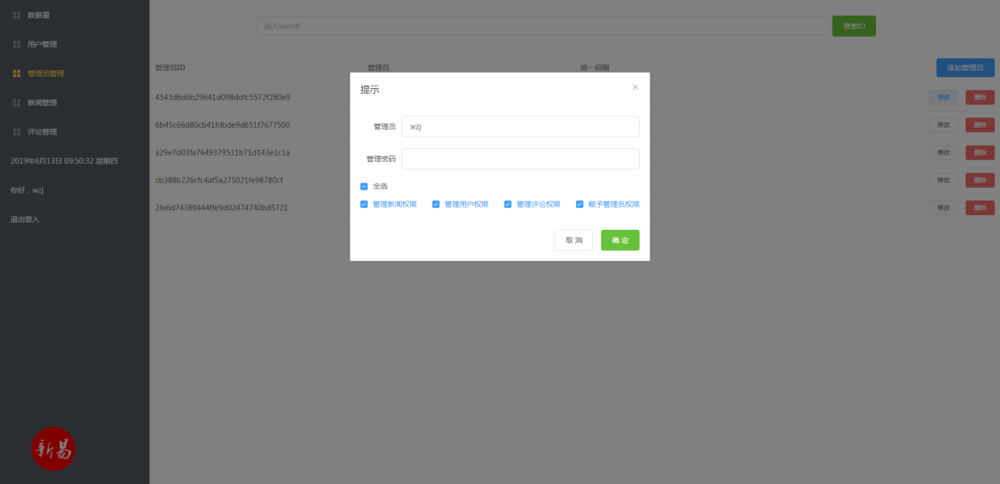 数据量
用户管理
管理员管理
新闻管理
评论管理
2019年6月13日 09:50:32 星期四
你好，wzj
退出登入
新易
输入userid
搜索ID
管理员ID 管理员 第一权限 添加管理员
4543d6d6b29641d098ddfc5572f280e9 修改 删除
6b45c66d80cb41fdbde9d651f7677500 修改 删除
a29e7d03fa7649379531b71d143e1c1a 修改 删除
cb388b226cfc4af5a275021fe98780cf 修改 删除
2fe6d74389444ffe9d02474740bd5721 修改 删除
提示
管理员 wzj
管理密码
全选
管理新闻权限 管理用户权限 管理评论权限 赋予管理员权限
取 消 确 定